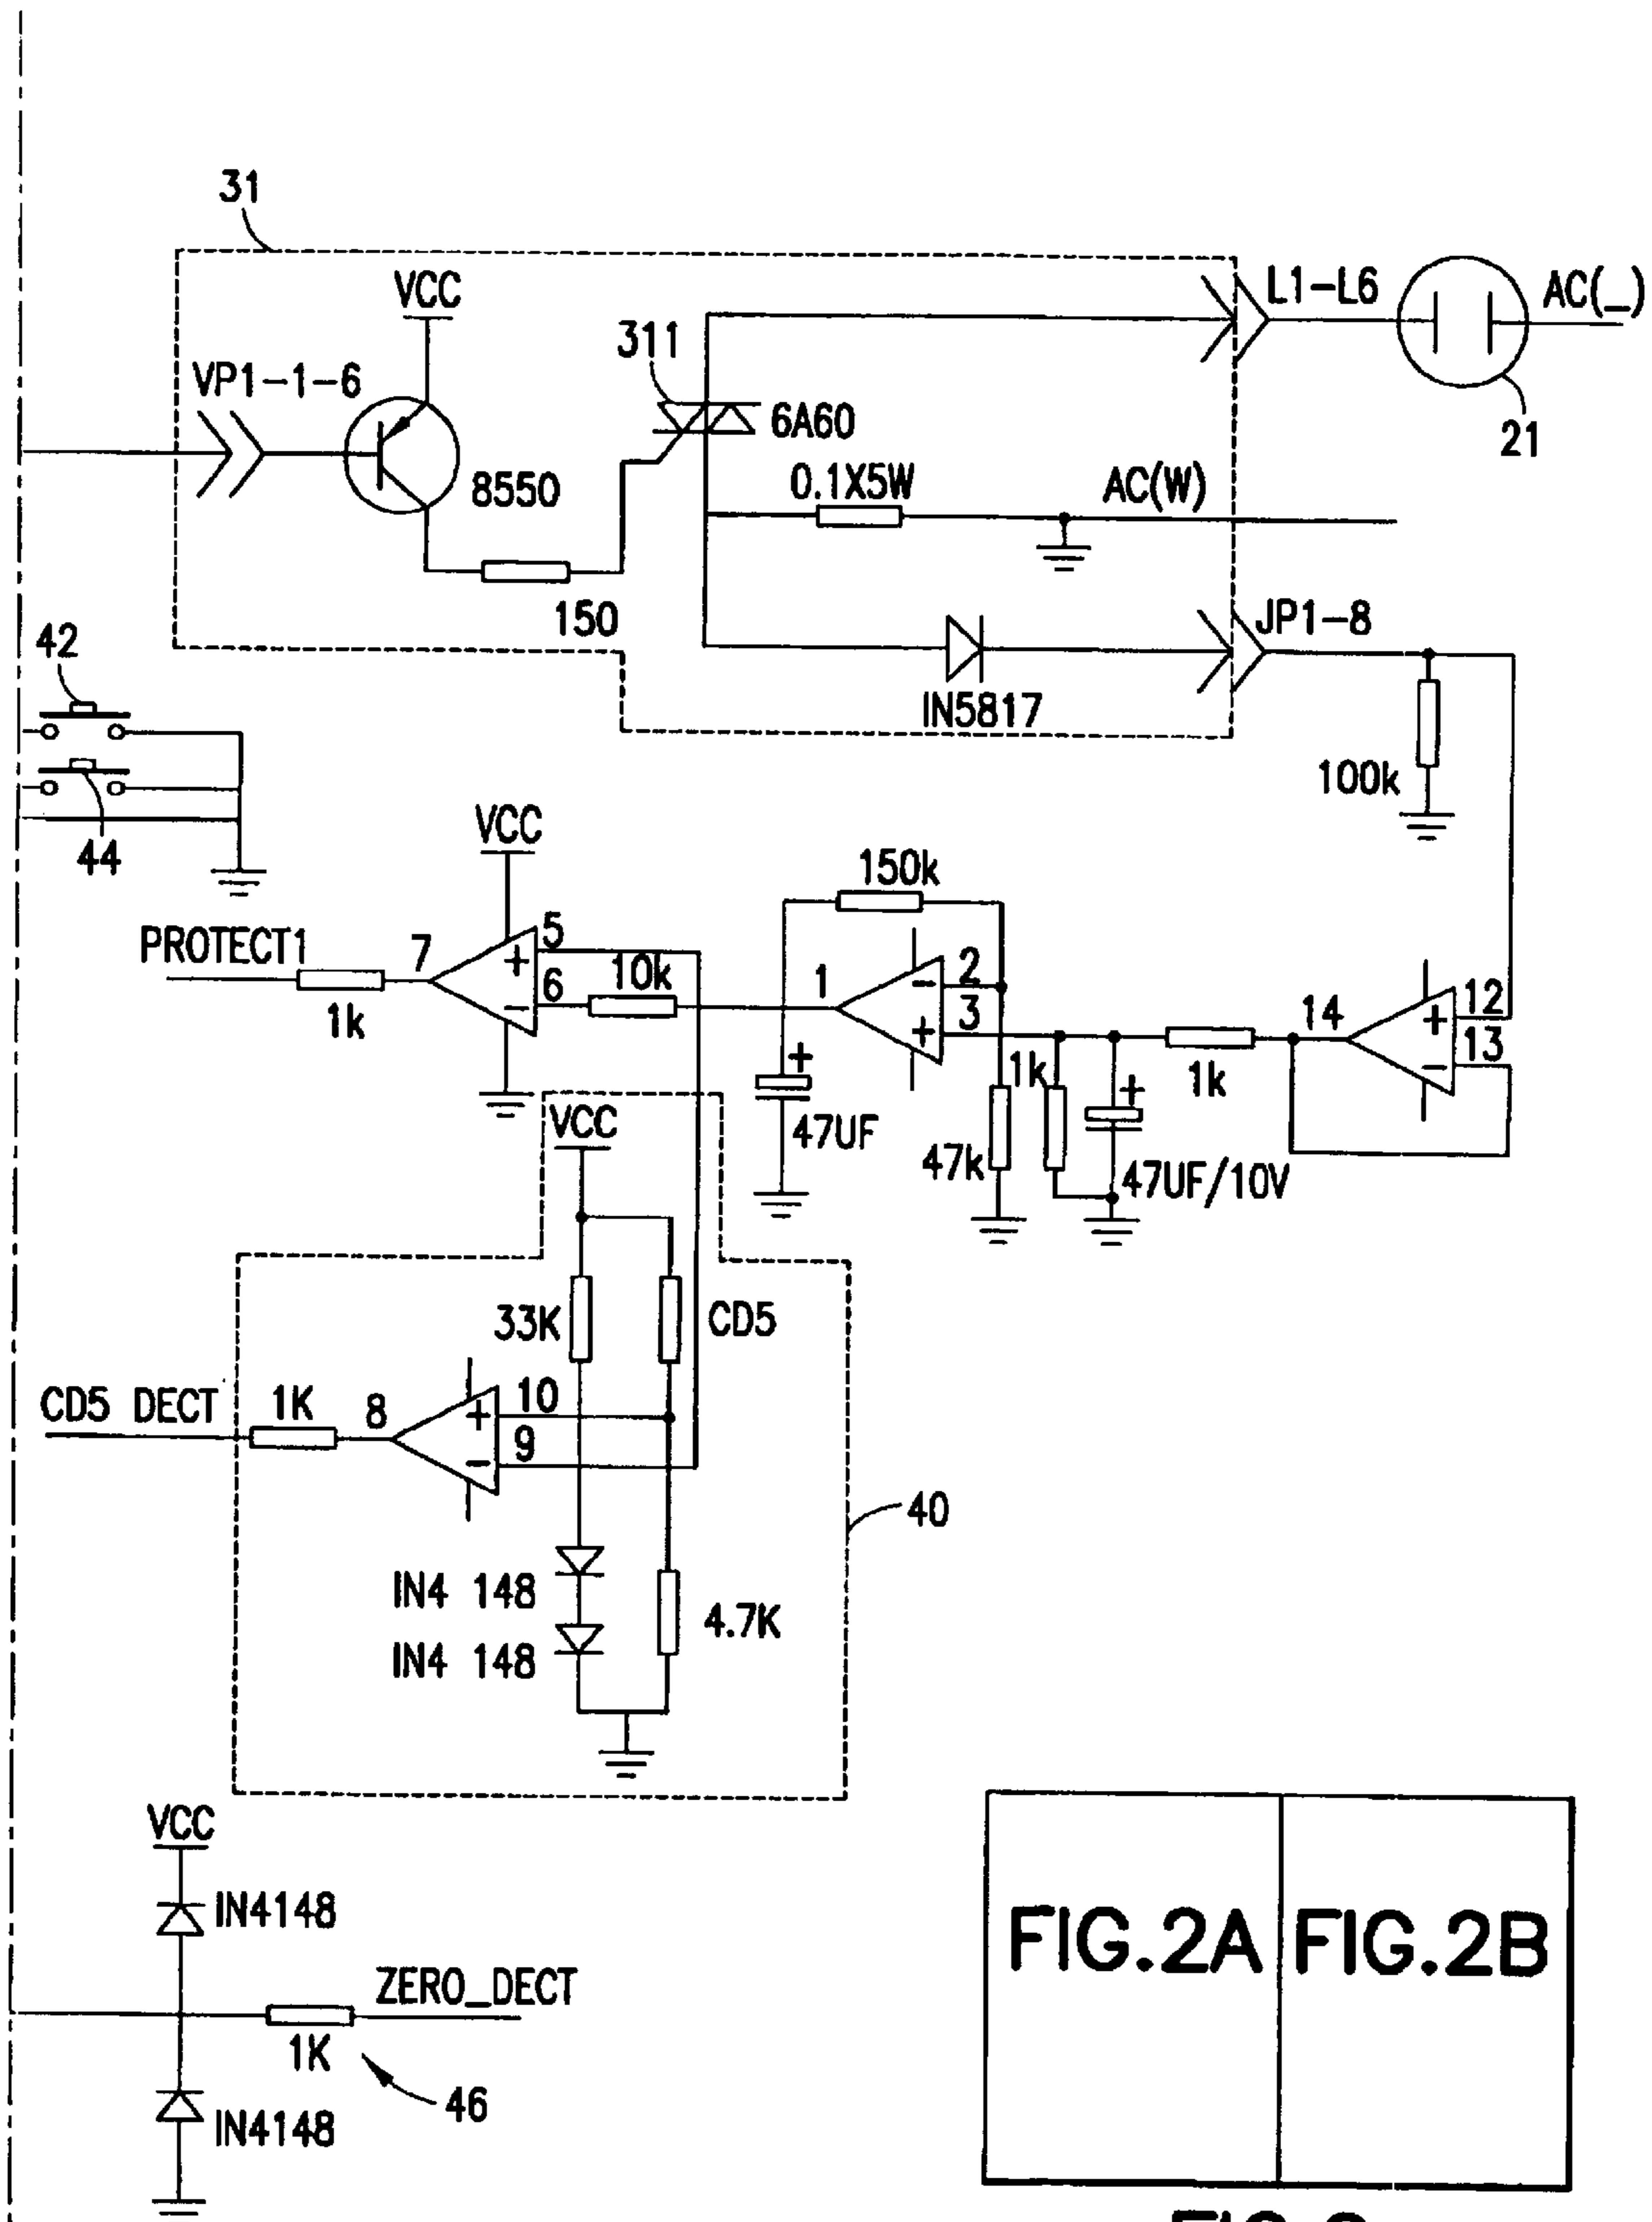 31
VCC
L1-L6
AC(_)
VP1-1-6
311
6A60
21
8550
0.1X5W
AC(W)
150
JP1-8
42
IN5817
100k
44
VCC
150k
PROTECT1
7
5
10k
1
2
12
6
3
14
13
1k
1k
1k
VCC
47UF
47k
47UF/10V
33K
CD5
CD5 DECT
1K
8
10
9
40
IN4 148
4.7K
IN4 148
VCC
IN4148
FIG.2A
FIG.2B
ZERO_DECT
1K
46
IN4148